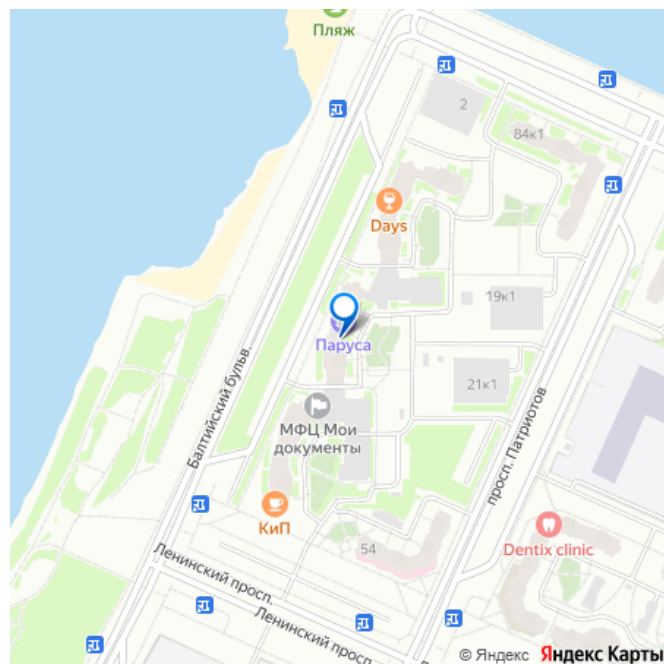 Пляж
2
84к1
Days
19к1
Паруса
Балтийский бульв.
21к1
МФЦ Мои
документы
просп. Патриотов
КиП
54
Dentix clinic
Ленинский просп.
Ленинский просп.
© Яндекс Яндекс Карты